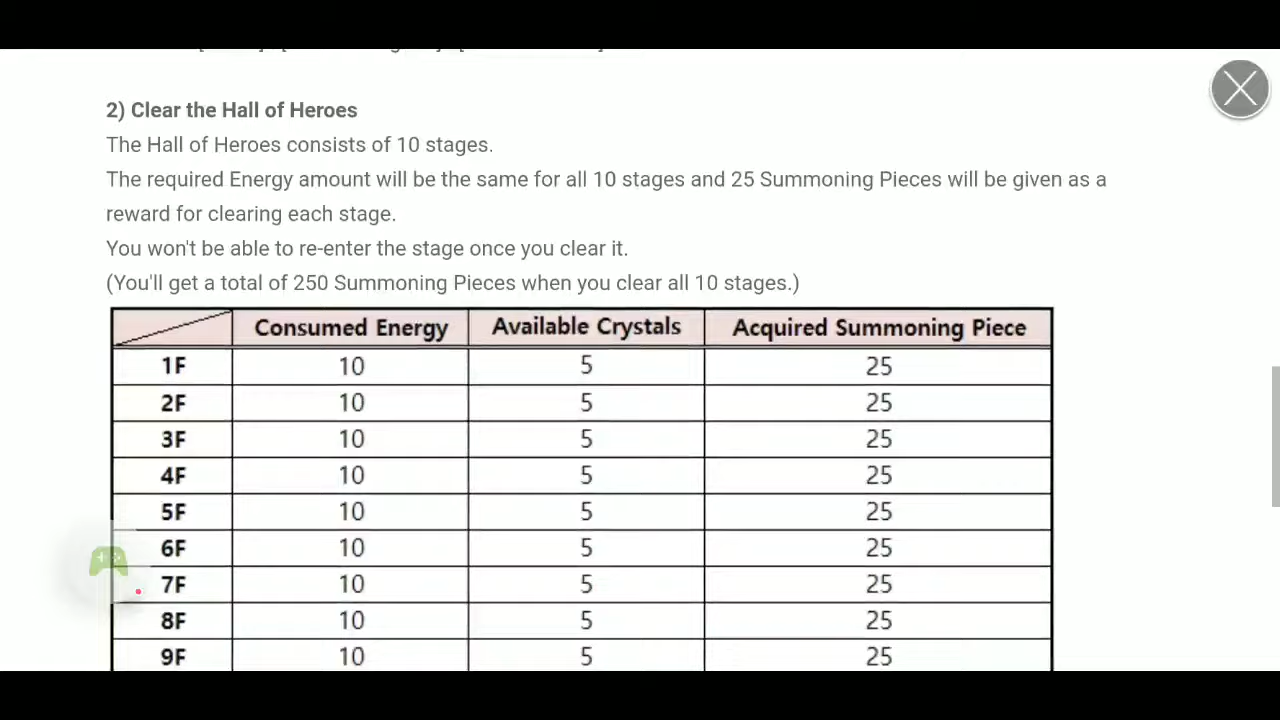 2) Clear the Hall of Heroes
The Hall of Heroes consists of 10 stages.
The required Energy amount will be the same for all 10 stages and 25 Summoning Pieces will be given as a
reward for clearing each stage.
You won't be able to re-enter the stage once you clear it.
(You'll get a total of 250 Summoning Pieces when you clear all 10 stages.)
Consumed Energy Available Crystals Acquired Summoning Piece
1F 10 5 25
2F 10 5 25
3F 10 5 25
4F 10 5 25
5F 10 5 25
6F 10 5 25
7F 10 5 25
8F 10 5 25
9F 10 5 25